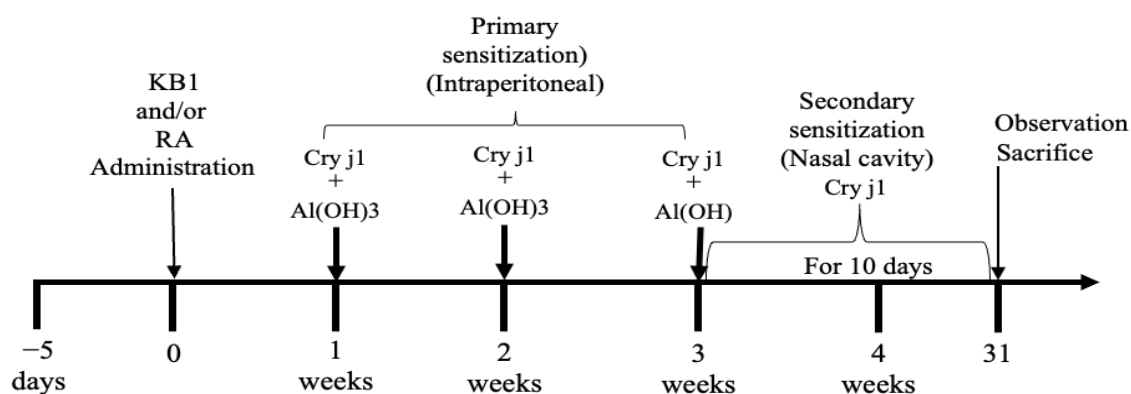 KB1
and/or
RA
Administration
Primary
sensitization)
(Intraperitoneal)
Cry j1
+
Al(OH)3
Cry j1
+
Al(OH)3
Cry j1
+
Al(OH)
Secondary
sensitization
(Nasal cavity)
Cry j1
For 10 days
Observation
Sacrifice
−5
days
0
1
weeks
2
weeks
3
weeks
4
weeks
31